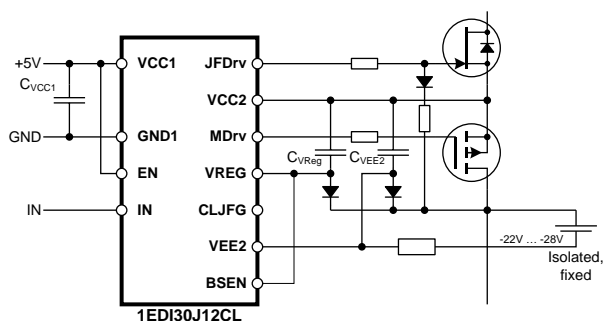 +5V
C_VCC1
GND
IN
VCC1
GND1
EN
IN
JFDrv
VCC2
MDrv
VREG
CLJFG
VEE2
BSEN
C_VReg
C_VEE2
-22V ... -28V
Isolated,
fixed
1EDI30J12CL